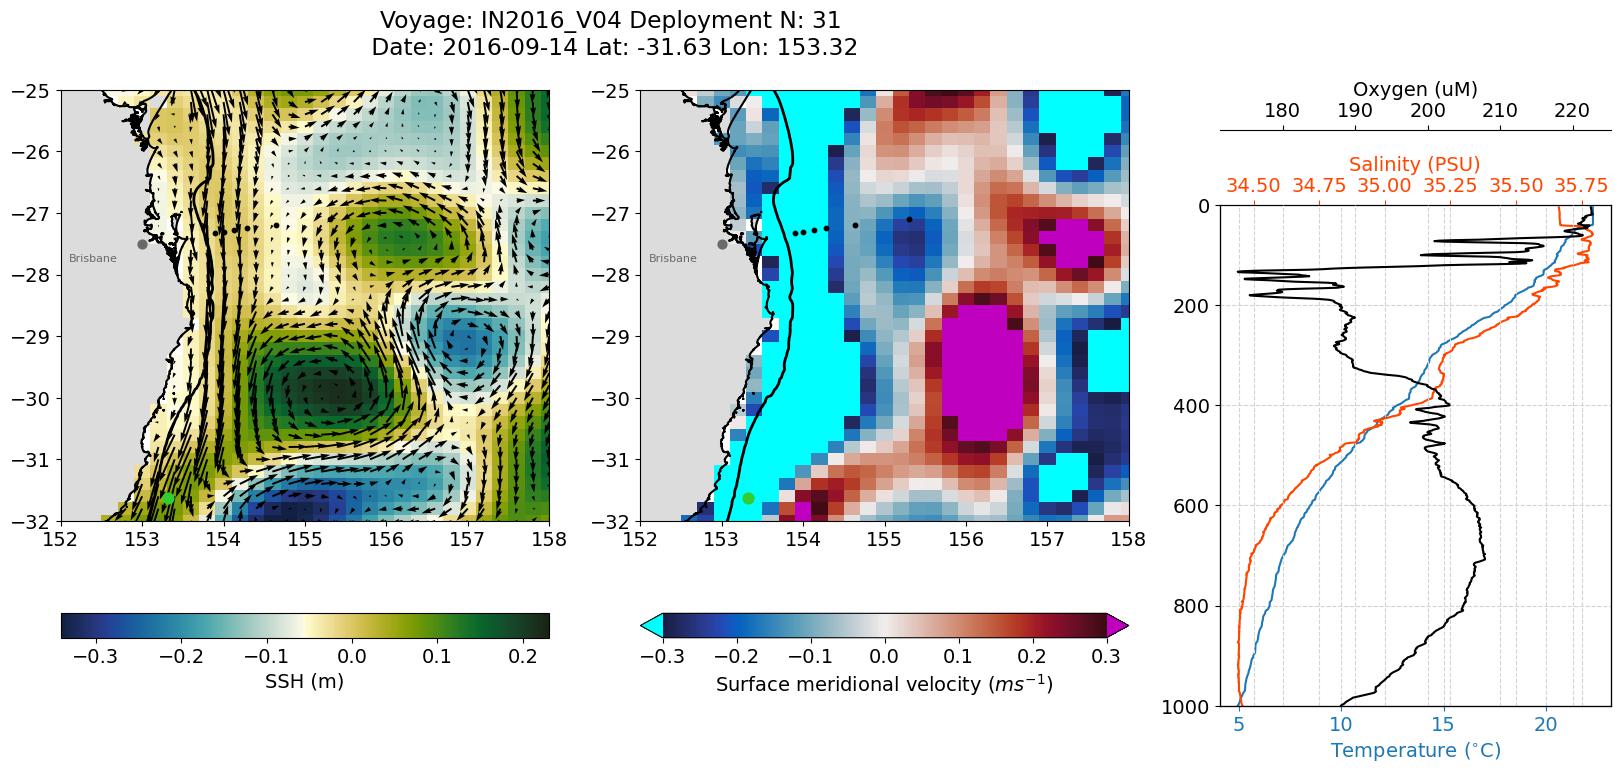 Voyage: IN2016_V04 Deployment N: 31
Date: 2016-09-14 Lat: -31.63 Lon: 153.32
−25
−26
−27
−28
−29
−30
−31
−32
152 153 154 155 156 157 158
Brisbane
−0.3 −0.2 −0.1 0.0 0.1 0.2
SSH (m)
−25
−26
−27
−28
−29
−30
−31
−32
152 153 154 155 156 157 158
Brisbane
−0.3 −0.2 −0.1 0.0 0.1 0.2 0.3
Surface meridional velocity (ms⁻¹)
Oxygen (uM)
180 190 200 210 220
Salinity (PSU)
34.50 34.75 35.00 35.25 35.50 35.75
0
200
400
600
800
1000
5 10 15 20
Temperature (°C)